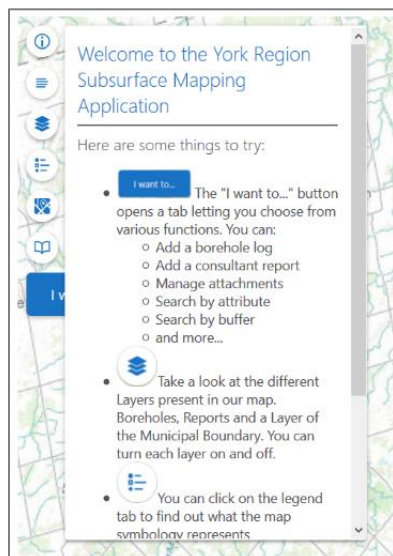 Welcome to the York Region
Subsurface Mapping
Application
Here are some things to try:
I want to... The "I want to..." button
opens a tab letting you choose from
various functions. You can:
Add a borehole log
Add a consultant report
Manage attachments
Search by attribute
Search by buffer
and more...
Take a look at the different
Layers present in our map.
Boreholes, Reports and a Layer of
the Municipal Boundary. You can
turn each layer on and off.
You can click on the legend
tab to find out what the map
symbology represents